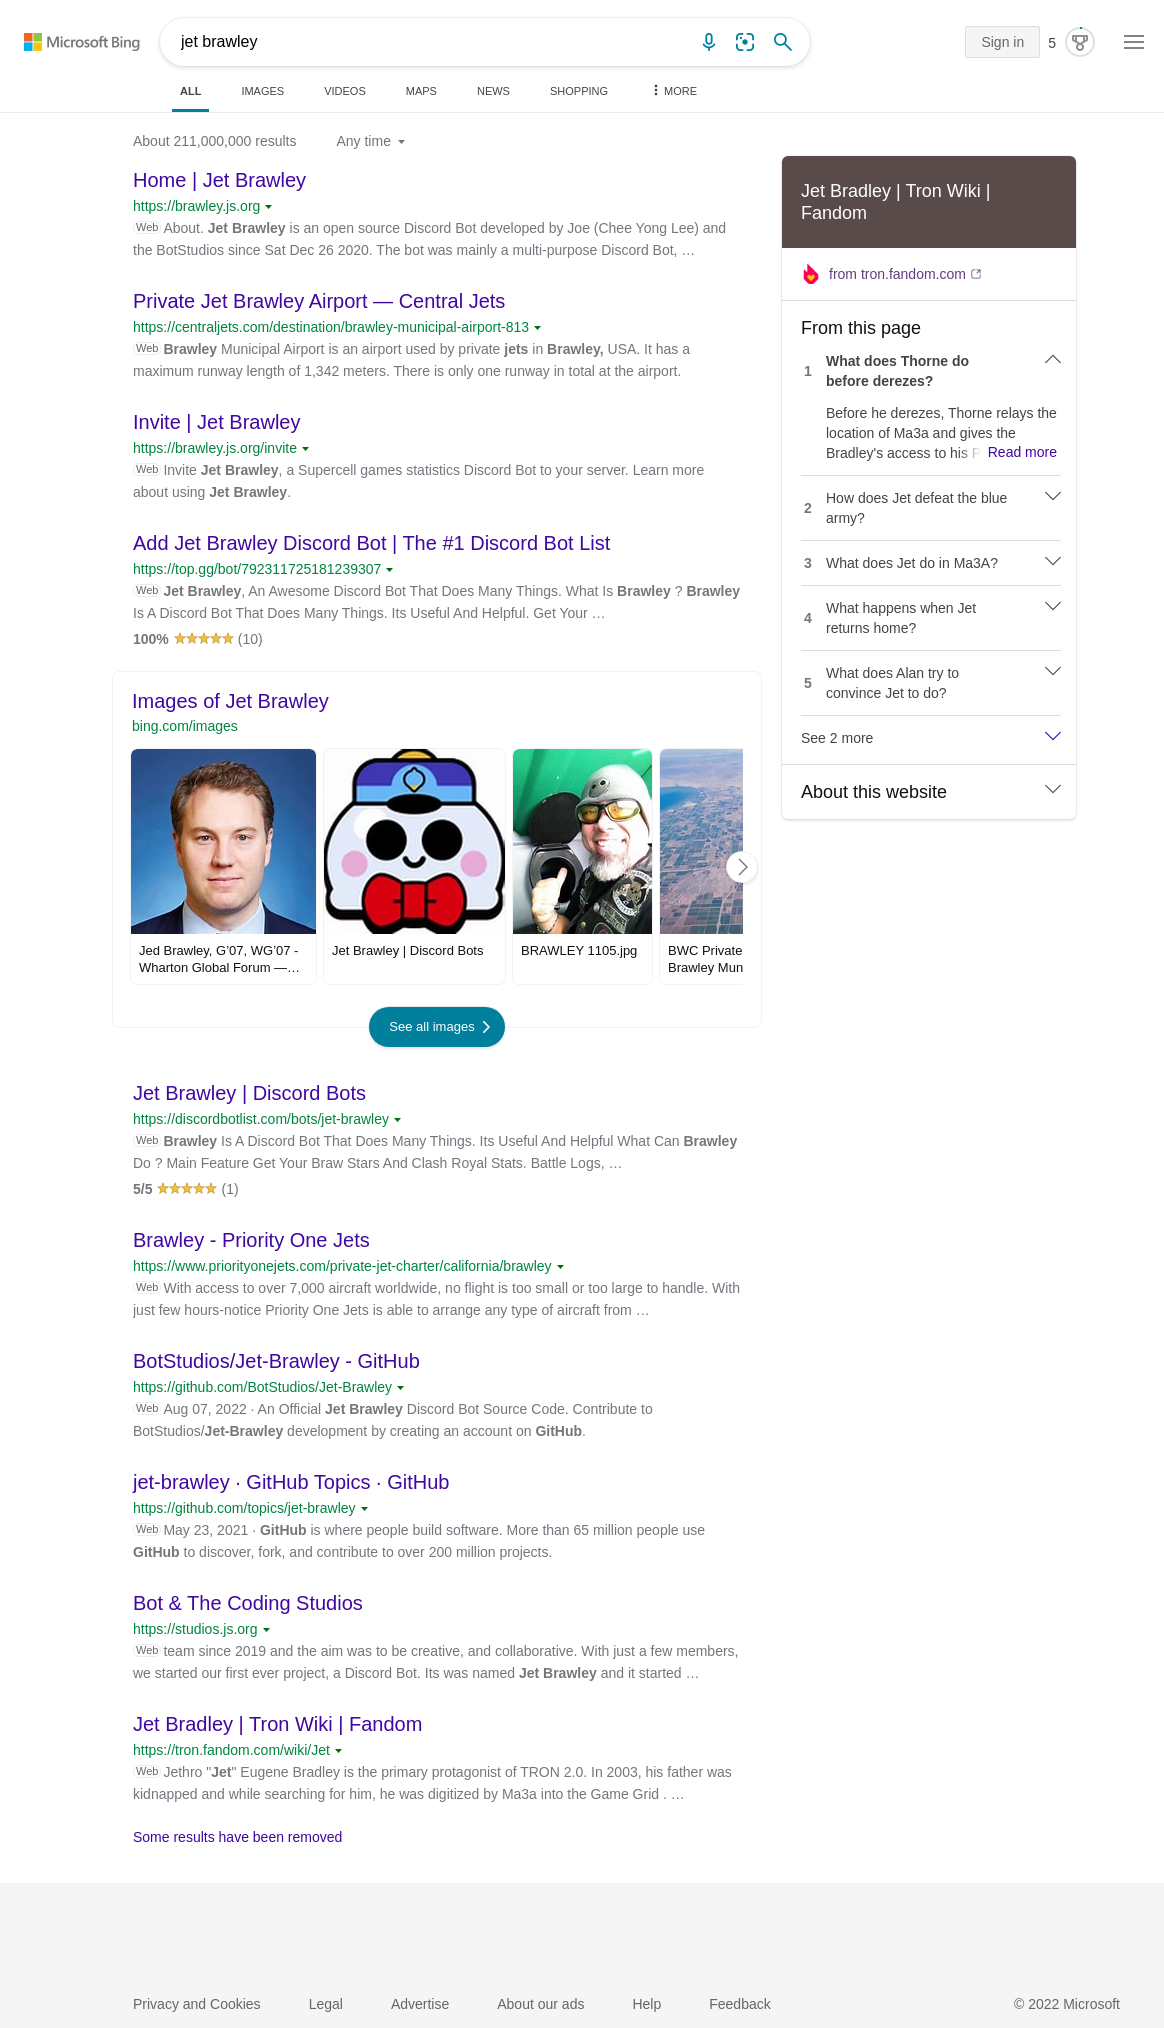 Microsoft Bing
jet brawley
Sign in
5
ALL
IMAGES
VIDEOS
MAPS
NEWS
SHOPPING
MORE
About 211,000,000 results
Any time
Home | Jet Brawley
https://brawley.js.org
Web About. Jet Brawley is an open source Discord Bot developed by Joe (Chee Yong Lee) and
the BotStudios since Sat Dec 26 2020. The bot was mainly a multi-purpose Discord Bot, …
Private Jet Brawley Airport — Central Jets
https://centraljets.com/destination/brawley-municipal-airport-813
Web Brawley Municipal Airport is an airport used by private jets in Brawley, USA. It has a
maximum runway length of 1,342 meters. There is only one runway in total at the airport.
Invite | Jet Brawley
https://brawley.js.org/invite
Web Invite Jet Brawley, a Supercell games statistics Discord Bot to your server. Learn more
about using Jet Brawley.
Add Jet Brawley Discord Bot | The #1 Discord Bot List
https://top.gg/bot/792311725181239307
Web Jet Brawley, An Awesome Discord Bot That Does Many Things. What Is Brawley ? Brawley
Is A Discord Bot That Does Many Things. Its Useful And Helpful. Get Your …
100% (10)
Images of Jet Brawley
bing.com/images
Jed Brawley, G'07, WG'07 -
Wharton Global Forum —…
Jet Brawley | Discord Bots
BRAWLEY 1105.jpg
BWC Private
Brawley Mun
See all images
Jet Brawley | Discord Bots
https://discordbotlist.com/bots/jet-brawley
Web Brawley Is A Discord Bot That Does Many Things. Its Useful And Helpful What Can Brawley
Do ? Main Feature Get Your Braw Stars And Clash Royal Stats. Battle Logs, …
5/5 (1)
Brawley - Priority One Jets
https://www.priorityonejets.com/private-jet-charter/california/brawley
Web With access to over 7,000 aircraft worldwide, no flight is too small or too large to handle. With
just few hours-notice Priority One Jets is able to arrange any type of aircraft from …
BotStudios/Jet-Brawley - GitHub
https://github.com/BotStudios/Jet-Brawley
Web Aug 07, 2022 · An Official Jet Brawley Discord Bot Source Code. Contribute to
BotStudios/Jet-Brawley development by creating an account on GitHub.
jet-brawley · GitHub Topics · GitHub
https://github.com/topics/jet-brawley
Web May 23, 2021 · GitHub is where people build software. More than 65 million people use
GitHub to discover, fork, and contribute to over 200 million projects.
Bot & The Coding Studios
https://studios.js.org
Web team since 2019 and the aim was to be creative, and collaborative. With just a few members,
we started our first ever project, a Discord Bot. Its was named Jet Brawley and it started …
Jet Bradley | Tron Wiki | Fandom
https://tron.fandom.com/wiki/Jet
Web Jethro "Jet" Eugene Bradley is the primary protagonist of TRON 2.0. In 2003, his father was
kidnapped and while searching for him, he was digitized by Ma3a into the Game Grid . …
Some results have been removed
Jet Bradley | Tron Wiki |
Fandom
from tron.fandom.com
From this page
1 What does Thorne do
before derezes?
Before he derezes, Thorne relays the
location of Ma3a and gives the
Bradley's access to his P Read more
2 How does Jet defeat the blue
army?
3 What does Jet do in Ma3A?
4 What happens when Jet
returns home?
5 What does Alan try to
convince Jet to do?
See 2 more
About this website
Privacy and Cookies
Legal
Advertise
About our ads
Help
Feedback
© 2022 Microsoft